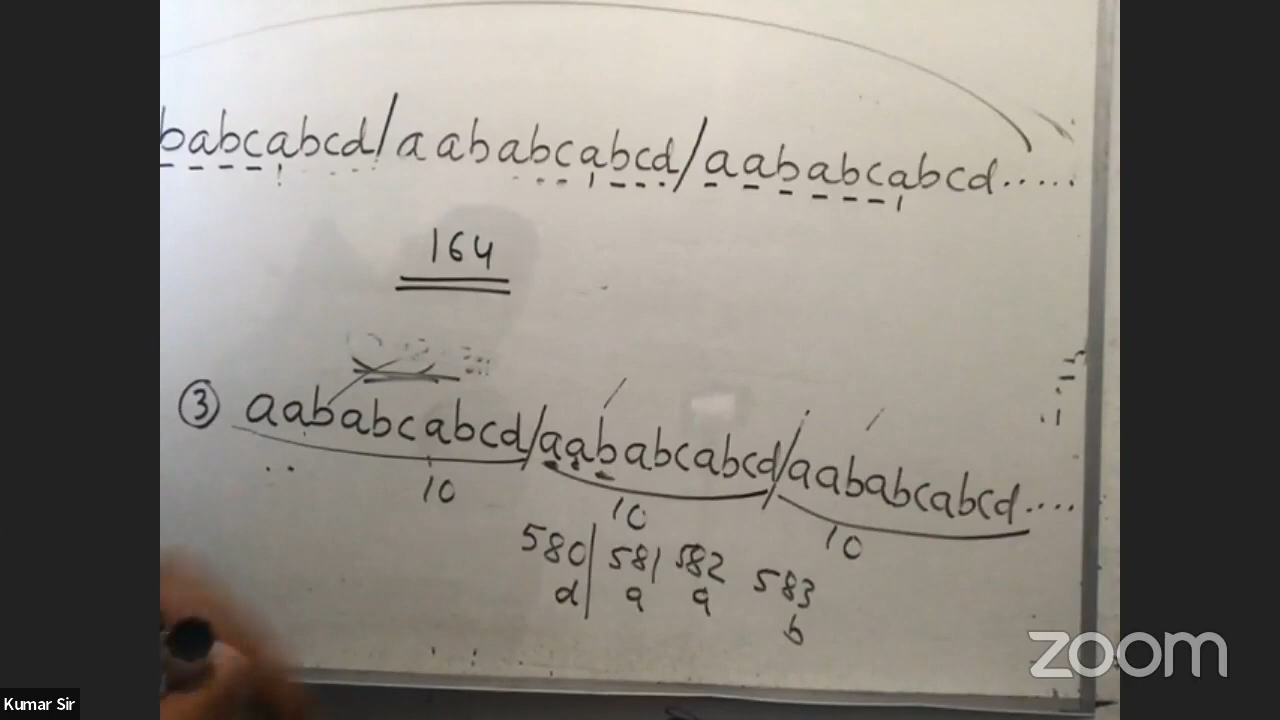 babcabcd/aababcabcd/aababcabcd.....
164
③ aababcabcd/aababcabcd/aababcabcd....
10 10 10
580 | 581 582 583
d | a a b
zoom
Kumar Sir